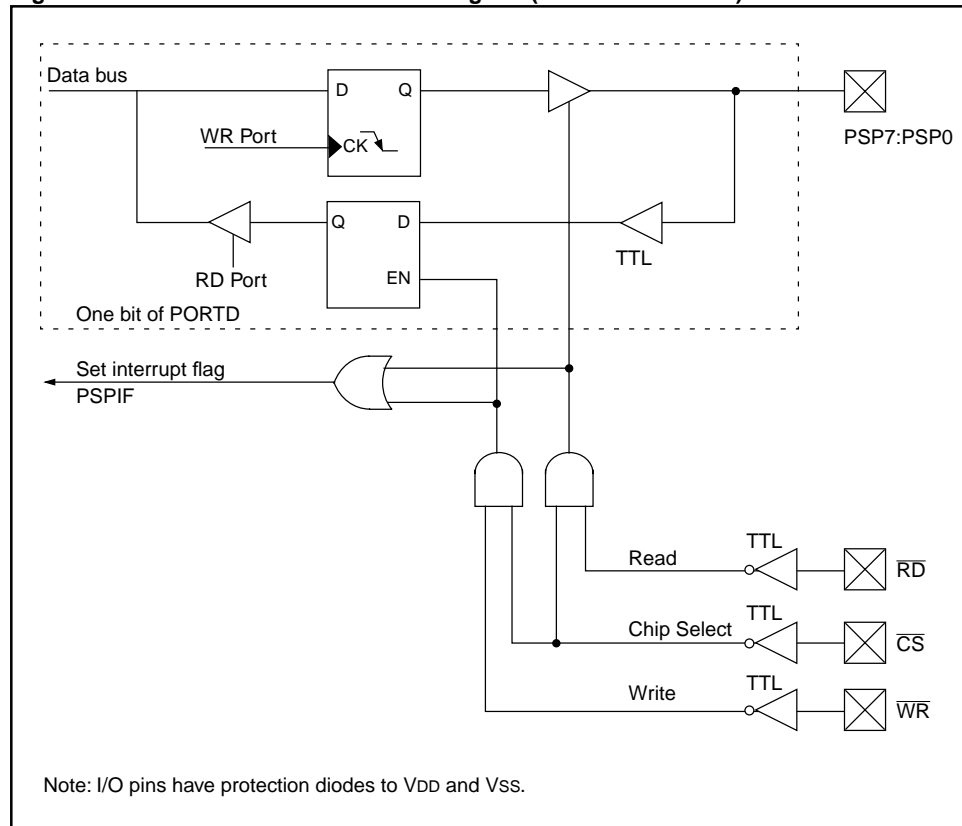 Data bus
D Q
WR Port
CK
PSP7:PSP0
Q D
TTL
RD Port
EN
One bit of PORTD
Set interrupt flag
PSPIF
TTL
Read
RD
TTL
Chip Select
CS
TTL
Write
WR
Note: I/O pins have protection diodes to VDD and VSS.